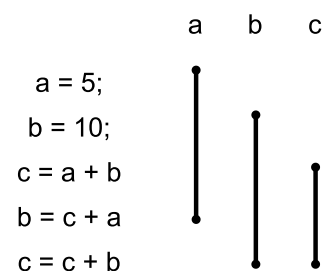 a b c
a = 5;
b = 10;
c = a + b
b = c + a
c = c + b